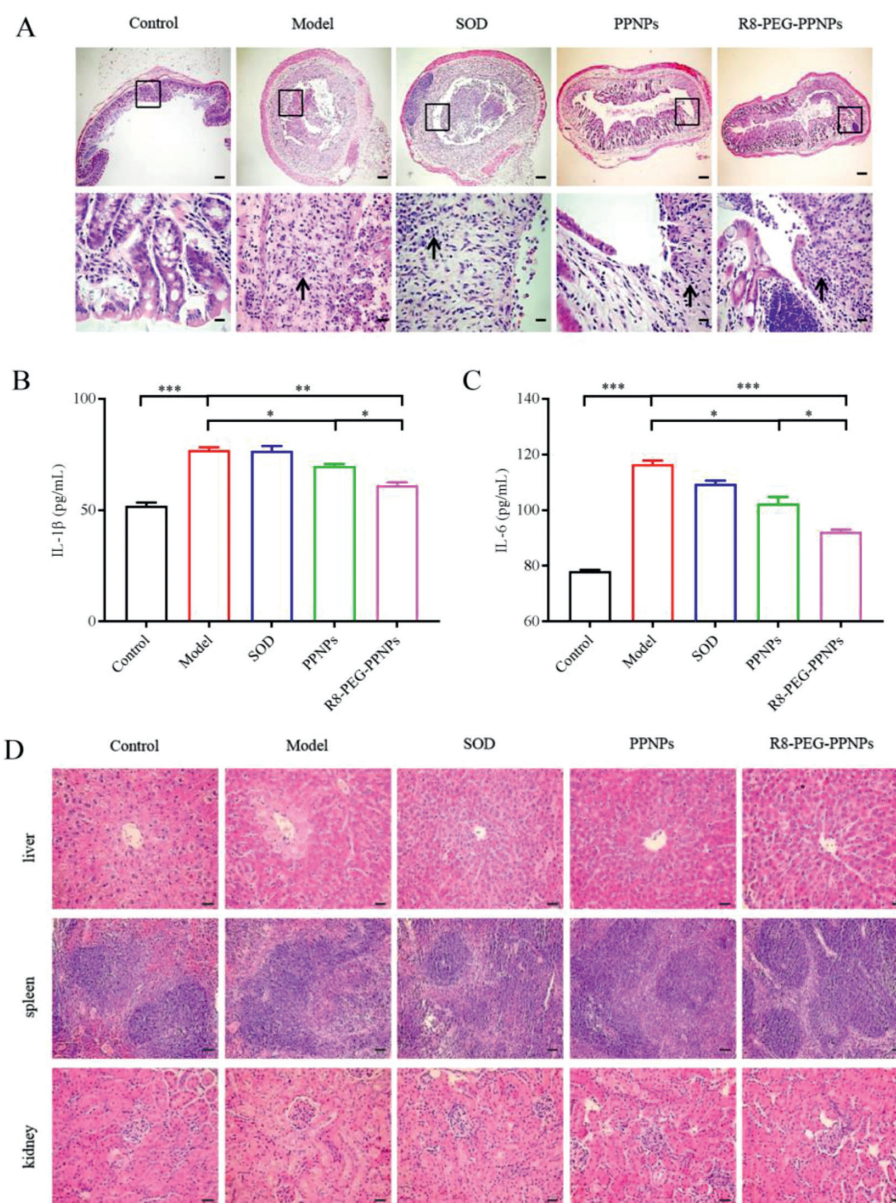 A
Control Model SOD PPNPs R8-PEG-PPNPs
B
100
50
0
IL-1β (pg/mL)
*** **
* *
Control Model SOD PPNPs R8-PEG-PPNPs
C
140
120
100
80
60
IL-6 (pg/mL)
*** ***
* *
Control Model SOD PPNPs R8-PEG-PPNPs
D
Control Model SOD PPNPs R8-PEG-PPNPs
liver
spleen
kidney